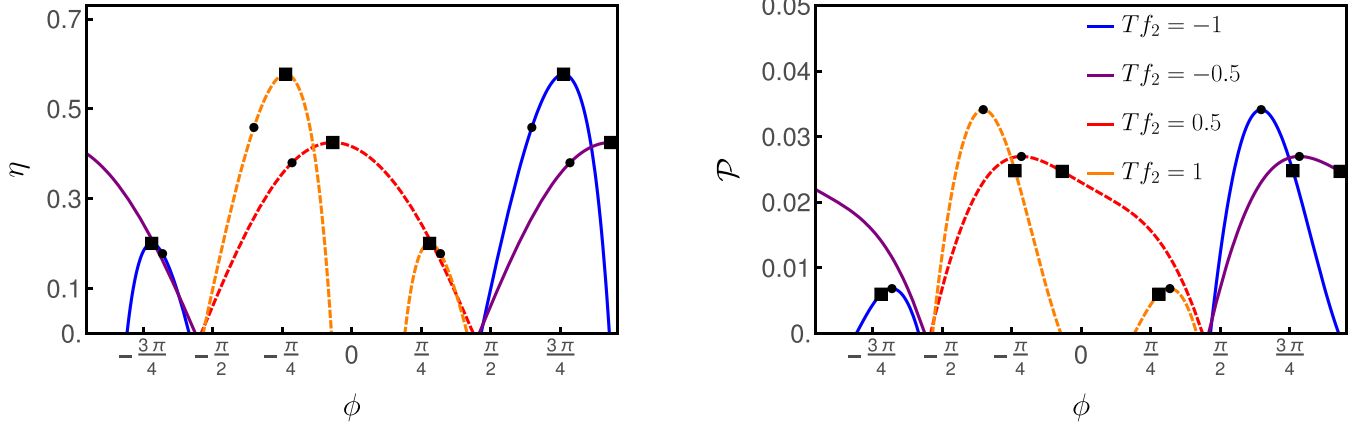 η
0.7
0.5
0.3
0.1
0.
−3π/4
−π/2
−π/4
0
π/4
π/2
3π/4
ϕ
𝒫
0.05
0.04
0.03
0.02
0.01
0
−3π/4
−π/2
−π/4
0
π/4
π/2
3π/4
ϕ
Tf₂ = −1
Tf₂ = −0.5
Tf₂ = 0.5
Tf₂ = 1